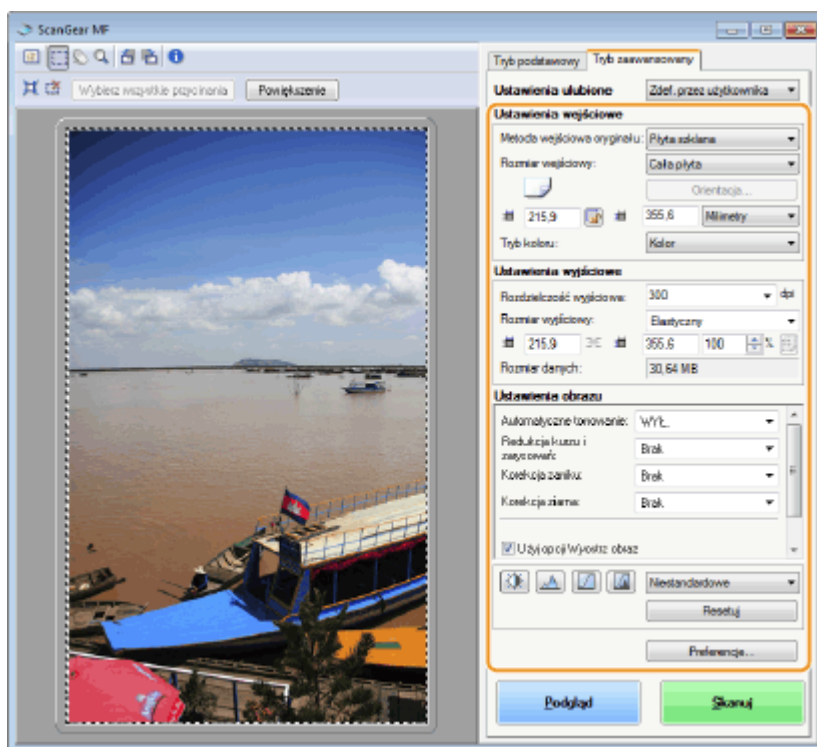 ScanGear MF
Tryb podstawowy Tryb zaawansowany
Wybierz wszystkie przycinania Powiększenie
Ustawienia ulubione Zdef. przez użytkownika
Ustawienia wejściowe
Metoda wejściowa oryginału: Płyta szklana
Rozmiar wejściowy: Cała płyta
Orientacja...
215,9 355,6 Milimetry
Tryb koloru: Kolor
Ustawienia wyjściowe
Rozdzielczość wyjściowa: 300 dpi
Rozmiar wyjściowy: Elastyczny
215,9 355,6 100 %
Rozmiar danych: 30,64 MB
Ustawienia obrazu
Automatyczne tonowanie: WYŁ.
Redukcja kurzu i
zarysowań: Brak
Korekcja zaniku: Brak
Korekcja ziarna: Brak
Użyj opcji Wyostrz obraz
Niestandardowe
Resetuj
Preferencje...
Podgląd Skanuj